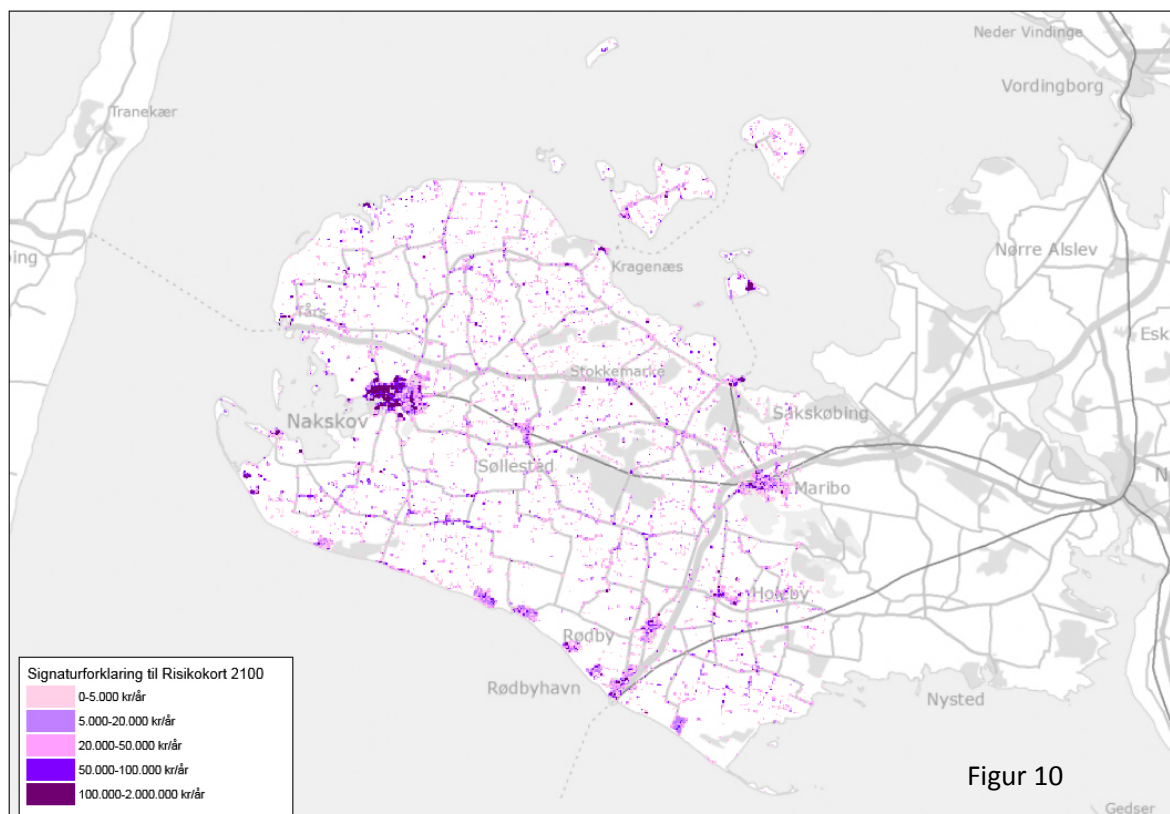 Neder Vindinge
Vordingborg
Tranekær
Nørre Alslev
Kragenæs
Tårs
Stokkemarke
Nakskov
Sakskøbing
Søllested
Maribo
Holeby
Rødby
Rødbyhavn
Nysted
Signaturforklaring til Risikokort 2100
0-5.000 kr/år
5.000-20.000 kr/år
20.000-50.000 kr/år
50.000-100.000 kr/år
100.000-2.000.000 kr/år
Figur 10
Gedser